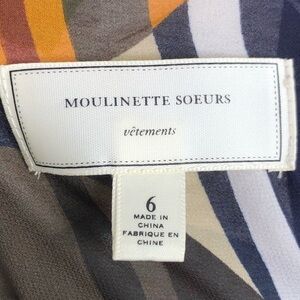 MOULINETTE SOEURS
vêtements
6
MADE IN
CHINA
FABRIQUE EN
CHINE